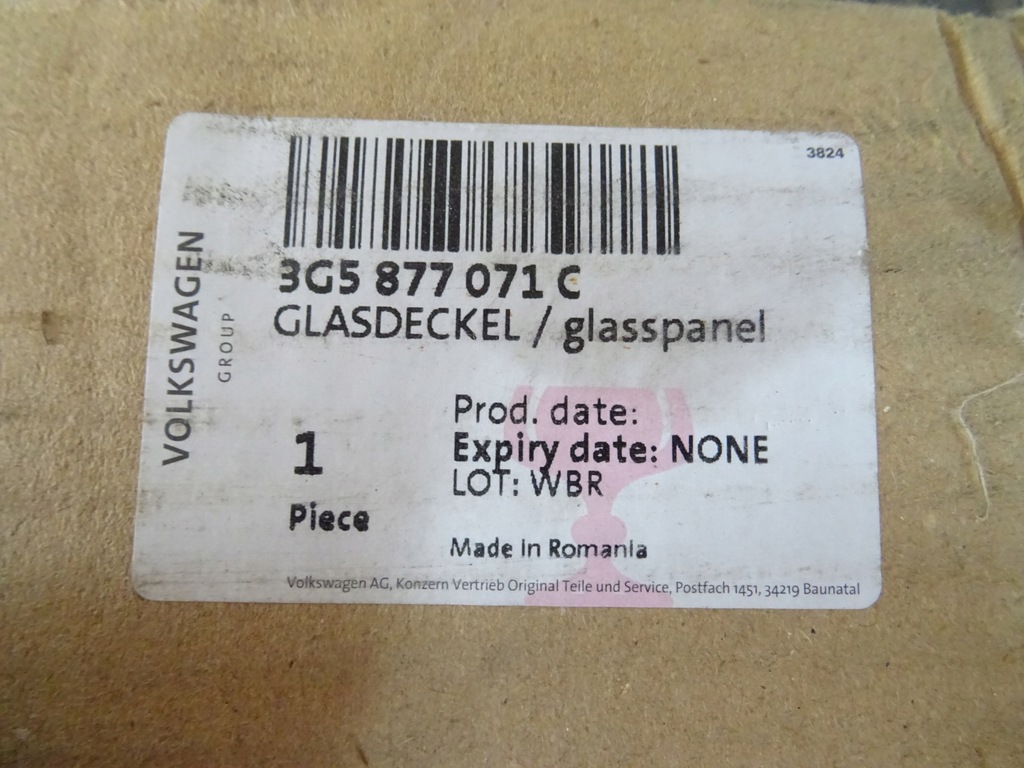 3824
3G5 877 071 C
GLASDECKEL / glasspanel
VOLKSWAGEN
GROUP
Prod. date:
1
Expiry date: NONE
LOT: WBR
Piece
Made in Romania
Volkswagen AG, Konzern Vertrieb Original Teile und Service, Postfach 1451, 34219 Baunatal